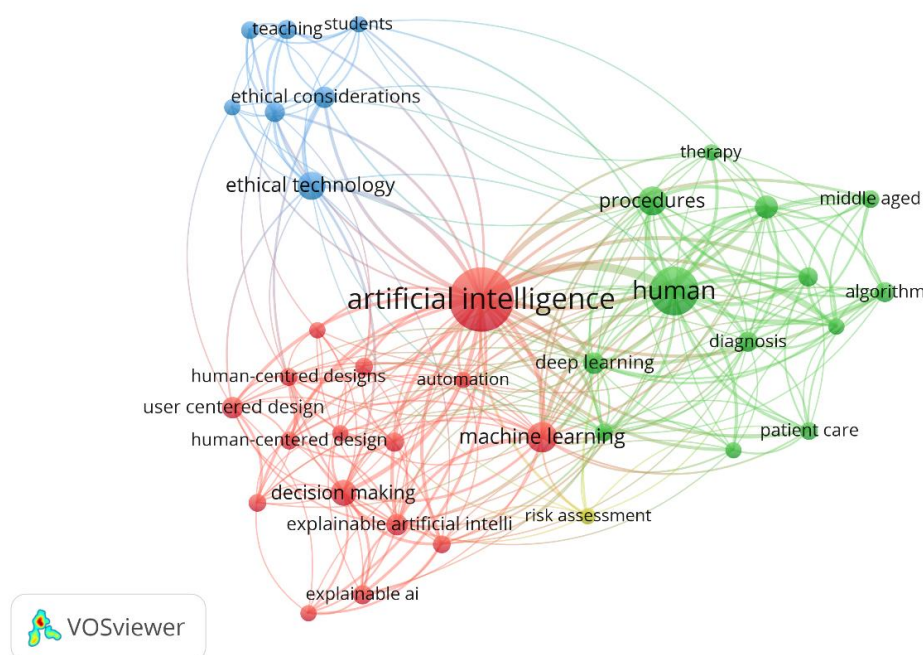 teaching
students
ethical considerations
ethical technology
therapy
procedures
middle aged
artificial intelligence
human
algorithm
diagnosis
deep learning
human-centred designs
automation
user centered design
human-centered design
machine learning
patient care
decision making
explainable artificial intelli
risk assessment
explainable ai
VOSviewer